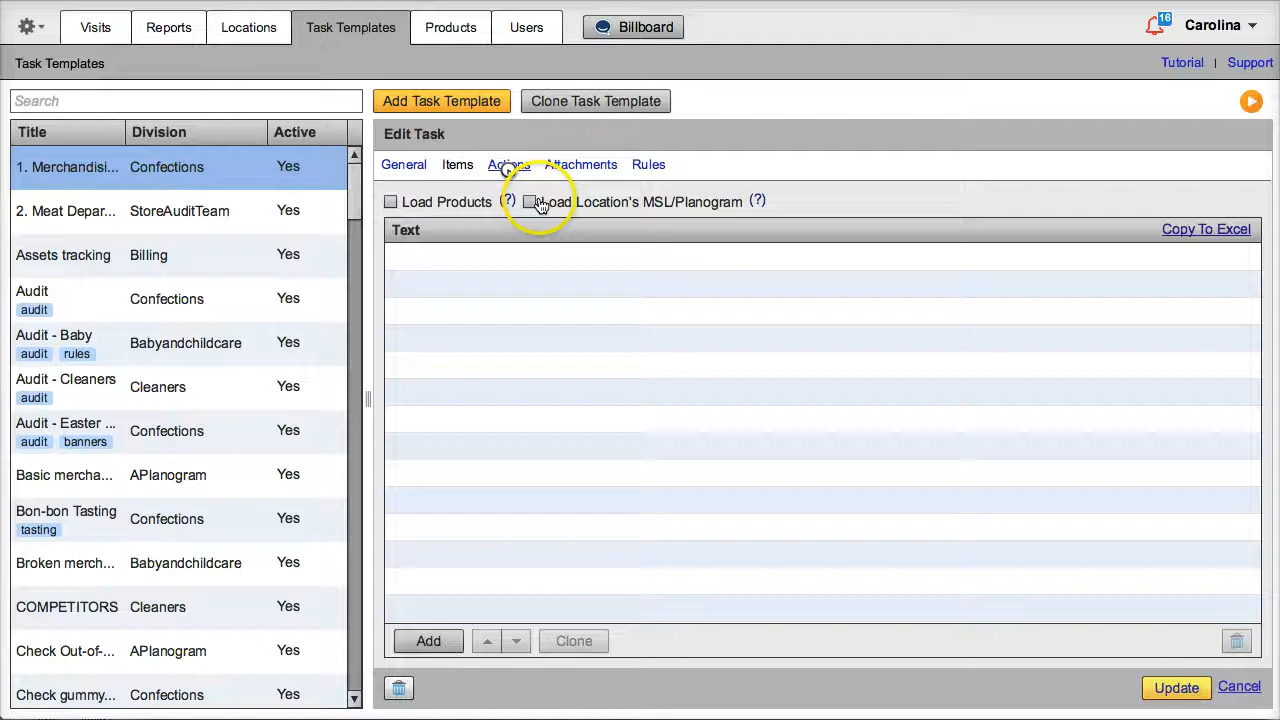 Visits Reports Locations Task Templates Products Users Billboard 16 Carolina
Task Templates Tutorial | Support
Search Add Task Template Clone Task Template
Title Division Active Edit Task
General Items Actions Attachments Rules
Load Products (?) Load Location's MSL/Planogram (?)
Text Copy To Excel
1. Merchandisi... Confections Yes
2. Meat Depar... StoreAuditTeam Yes
Assets tracking Billing Yes
Audit Confections Yes
audit
Audit - Baby Babyandchildcare Yes
audit rules
Audit - Cleaners Cleaners Yes
audit
Audit - Easter ... Confections Yes
audit banners
Basic mercha... APlanogram Yes
Bon-bon Tasting Confections Yes
tasting
Broken merch... Babyandchildcare Yes
COMPETITORS Cleaners Yes
Check Out-of-... APlanogram Yes
Check gummy... Confections Yes
Add Clone
Update Cancel